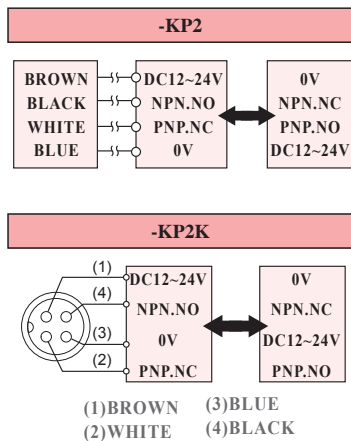 -KP2
BROWN DC12~24V 0V
BLACK NPN.NO NPN.NC
WHITE PNP.NC PNP.NO
BLUE 0V DC12~24V
-KP2K
(1) DC12~24V 0V
(4) NPN.NO NPN.NC
(3) 0V DC12~24V
(2) PNP.NC PNP.NO
(1)BROWN (3)BLUE
(2)WHITE (4)BLACK